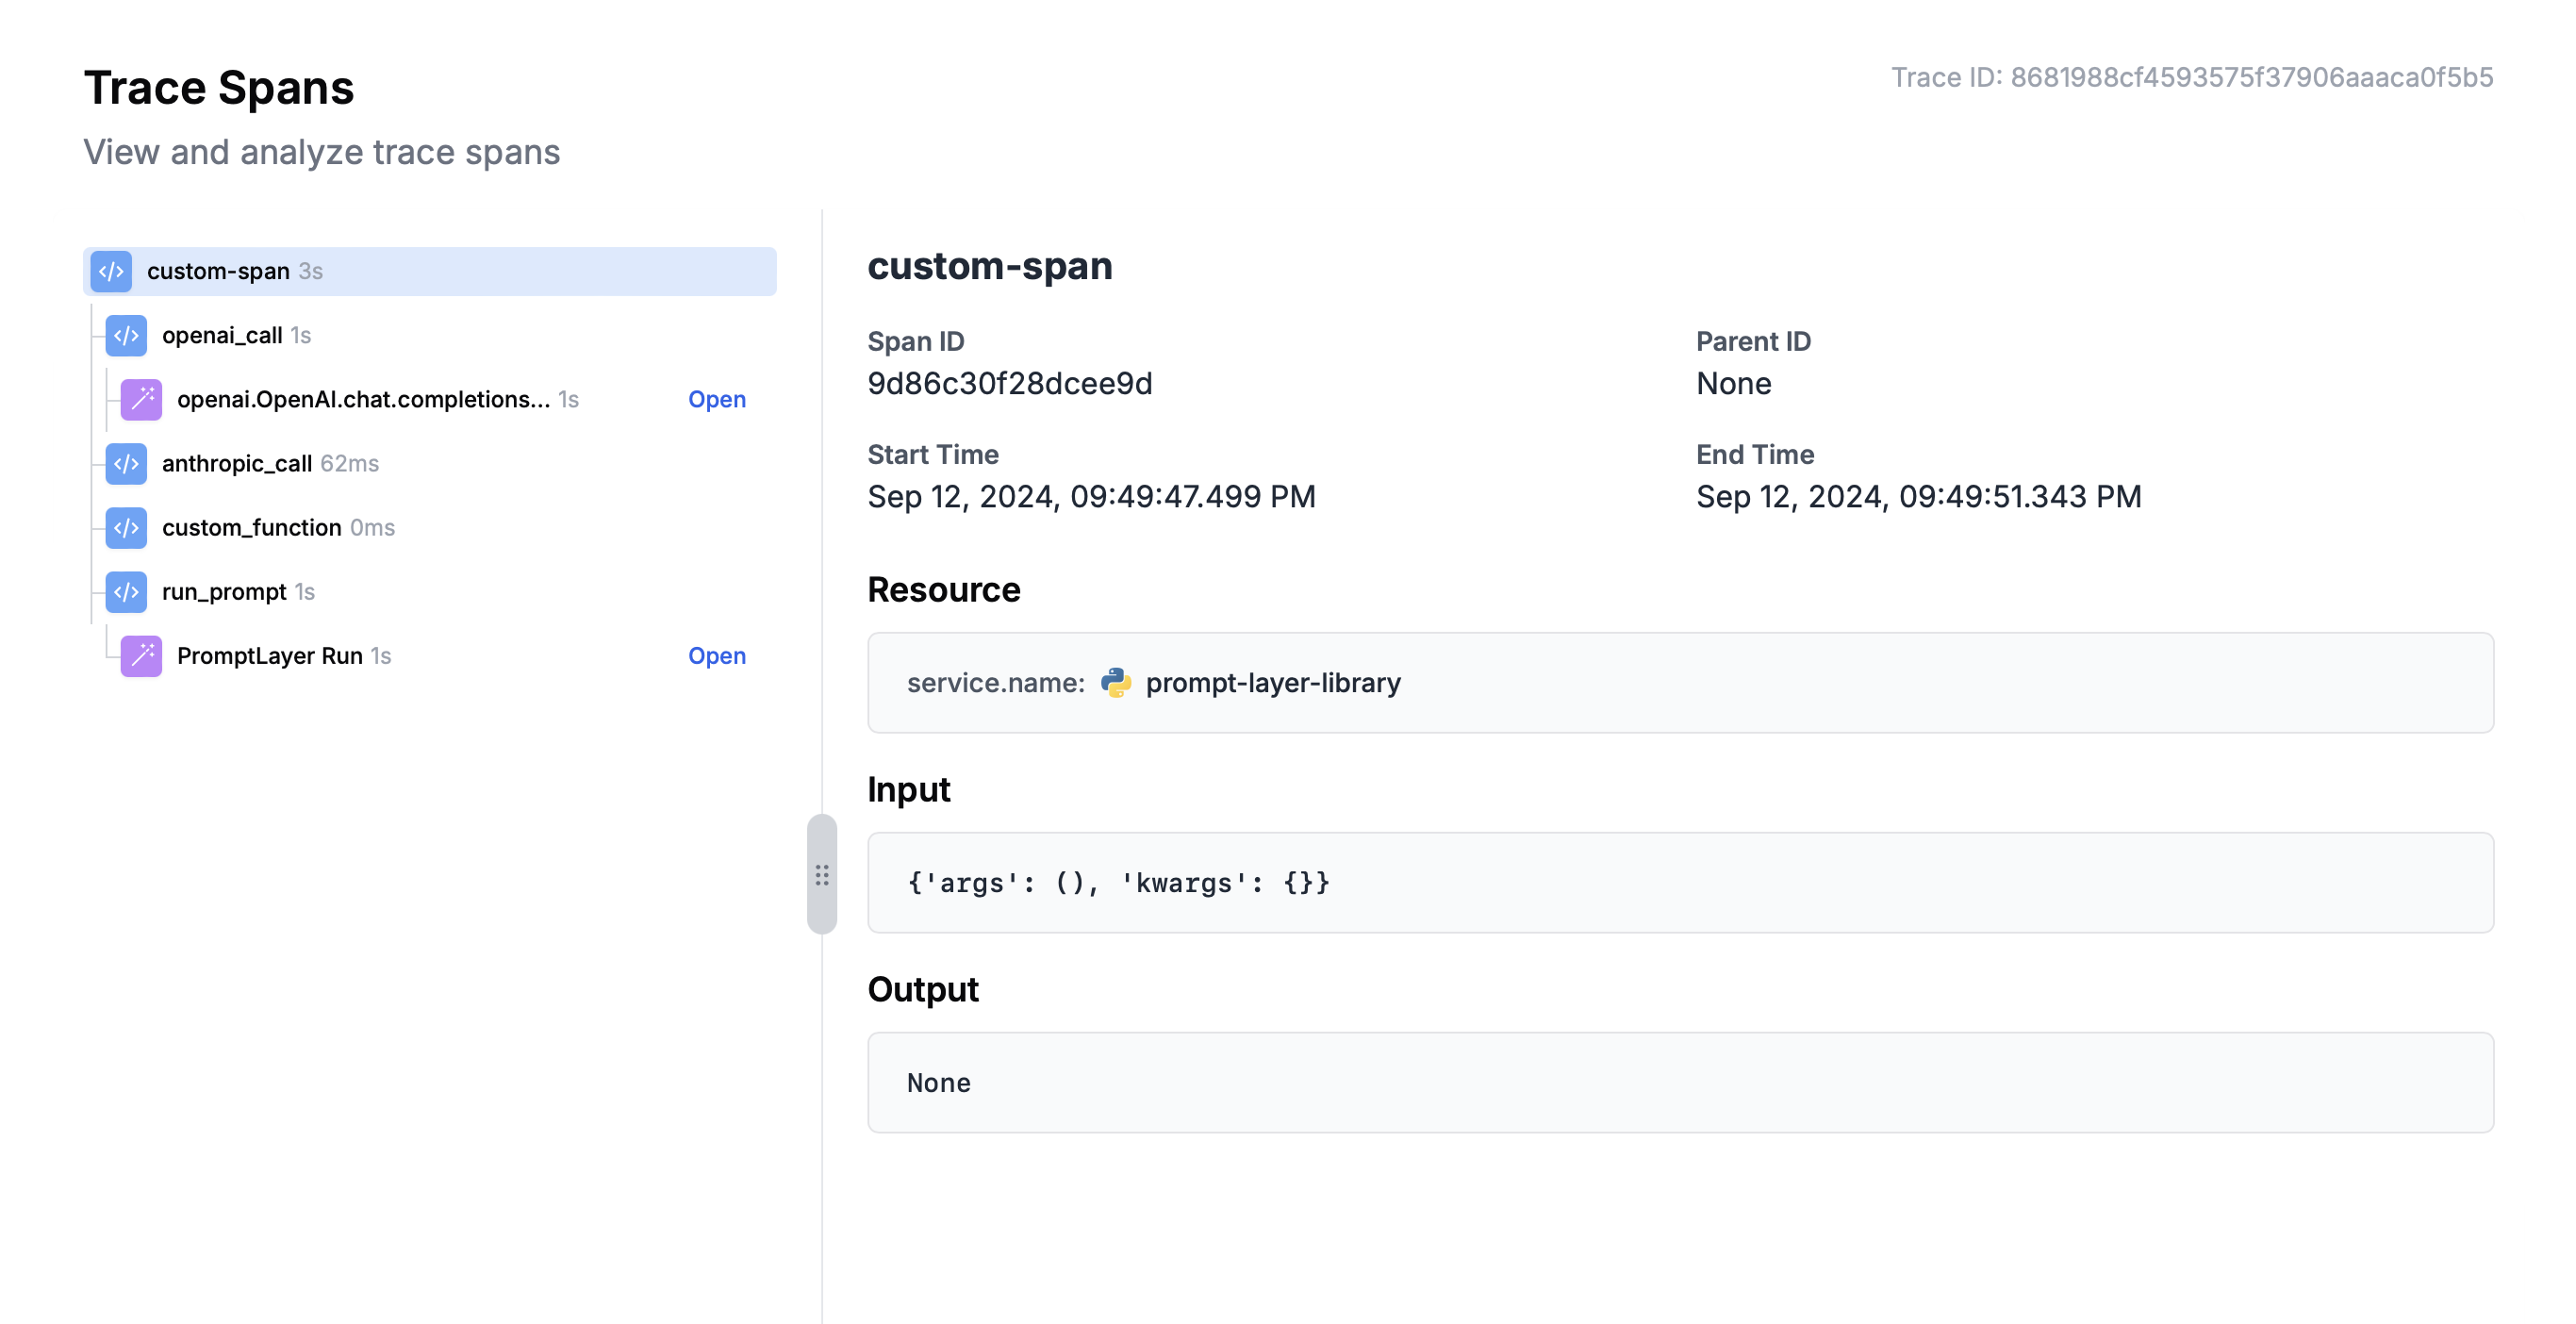 Trace Spans
Trace ID: 8681988cf4593575f37906aaaca0f5b5
View and analyze trace spans
custom-span 3s
openai_call 1s
openai.OpenAI.chat.completions... 1s Open
anthropic_call 62ms
custom_function 0ms
run_prompt 1s
PromptLayer Run 1s Open
custom-span
Span ID
9d86c30f28dcee9d
Parent ID
None
Start Time
Sep 12, 2024, 09:49:47.499 PM
End Time
Sep 12, 2024, 09:49:51.343 PM
Resource
service.name: prompt-layer-library
Input
{'args': (), 'kwargs': {}}
Output
None